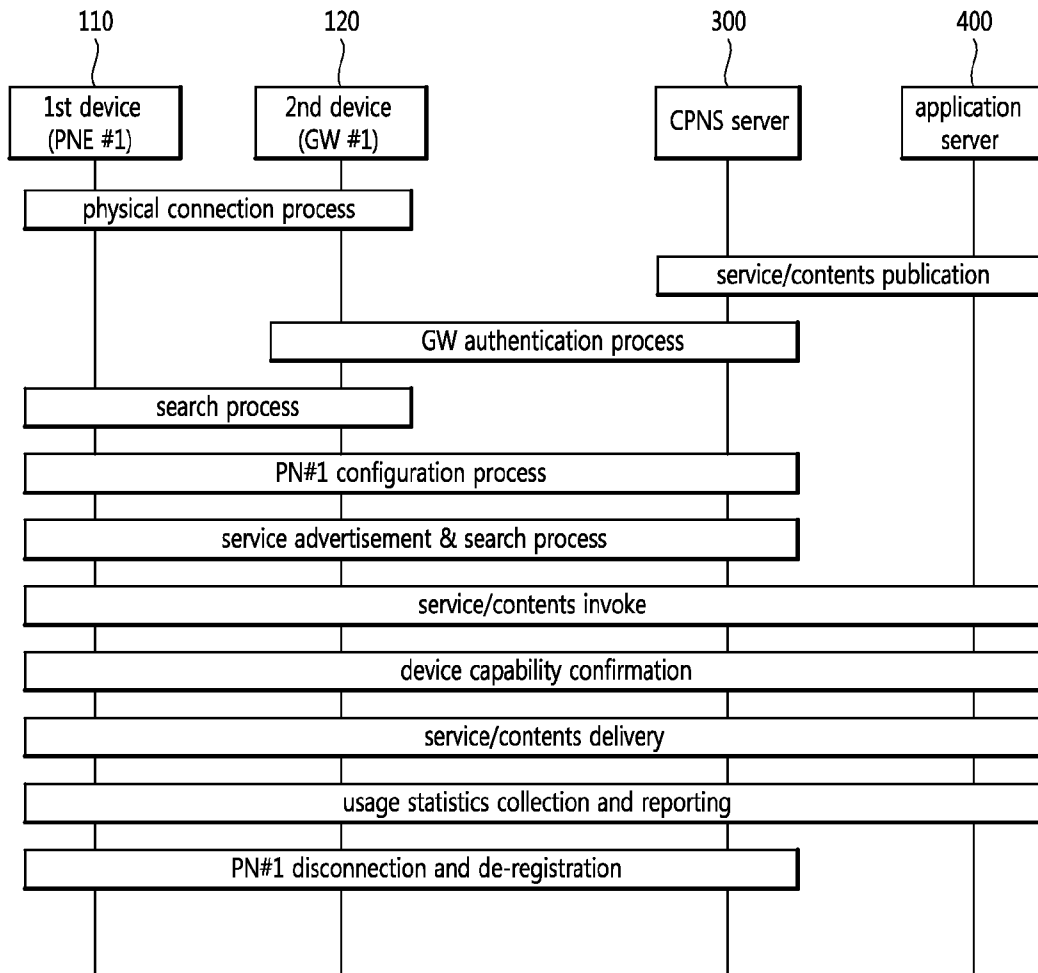 110 120 300 400
1st device 2nd device CPNS server application
(PNE #1) (GW #1) server
physical connection process
service/contents publication
GW authentication process
search process
PN#1 configuration process
service advertisement & search process
service/contents invoke
device capability confirmation
service/contents delivery
usage statistics collection and reporting
PN#1 disconnection and de-registration